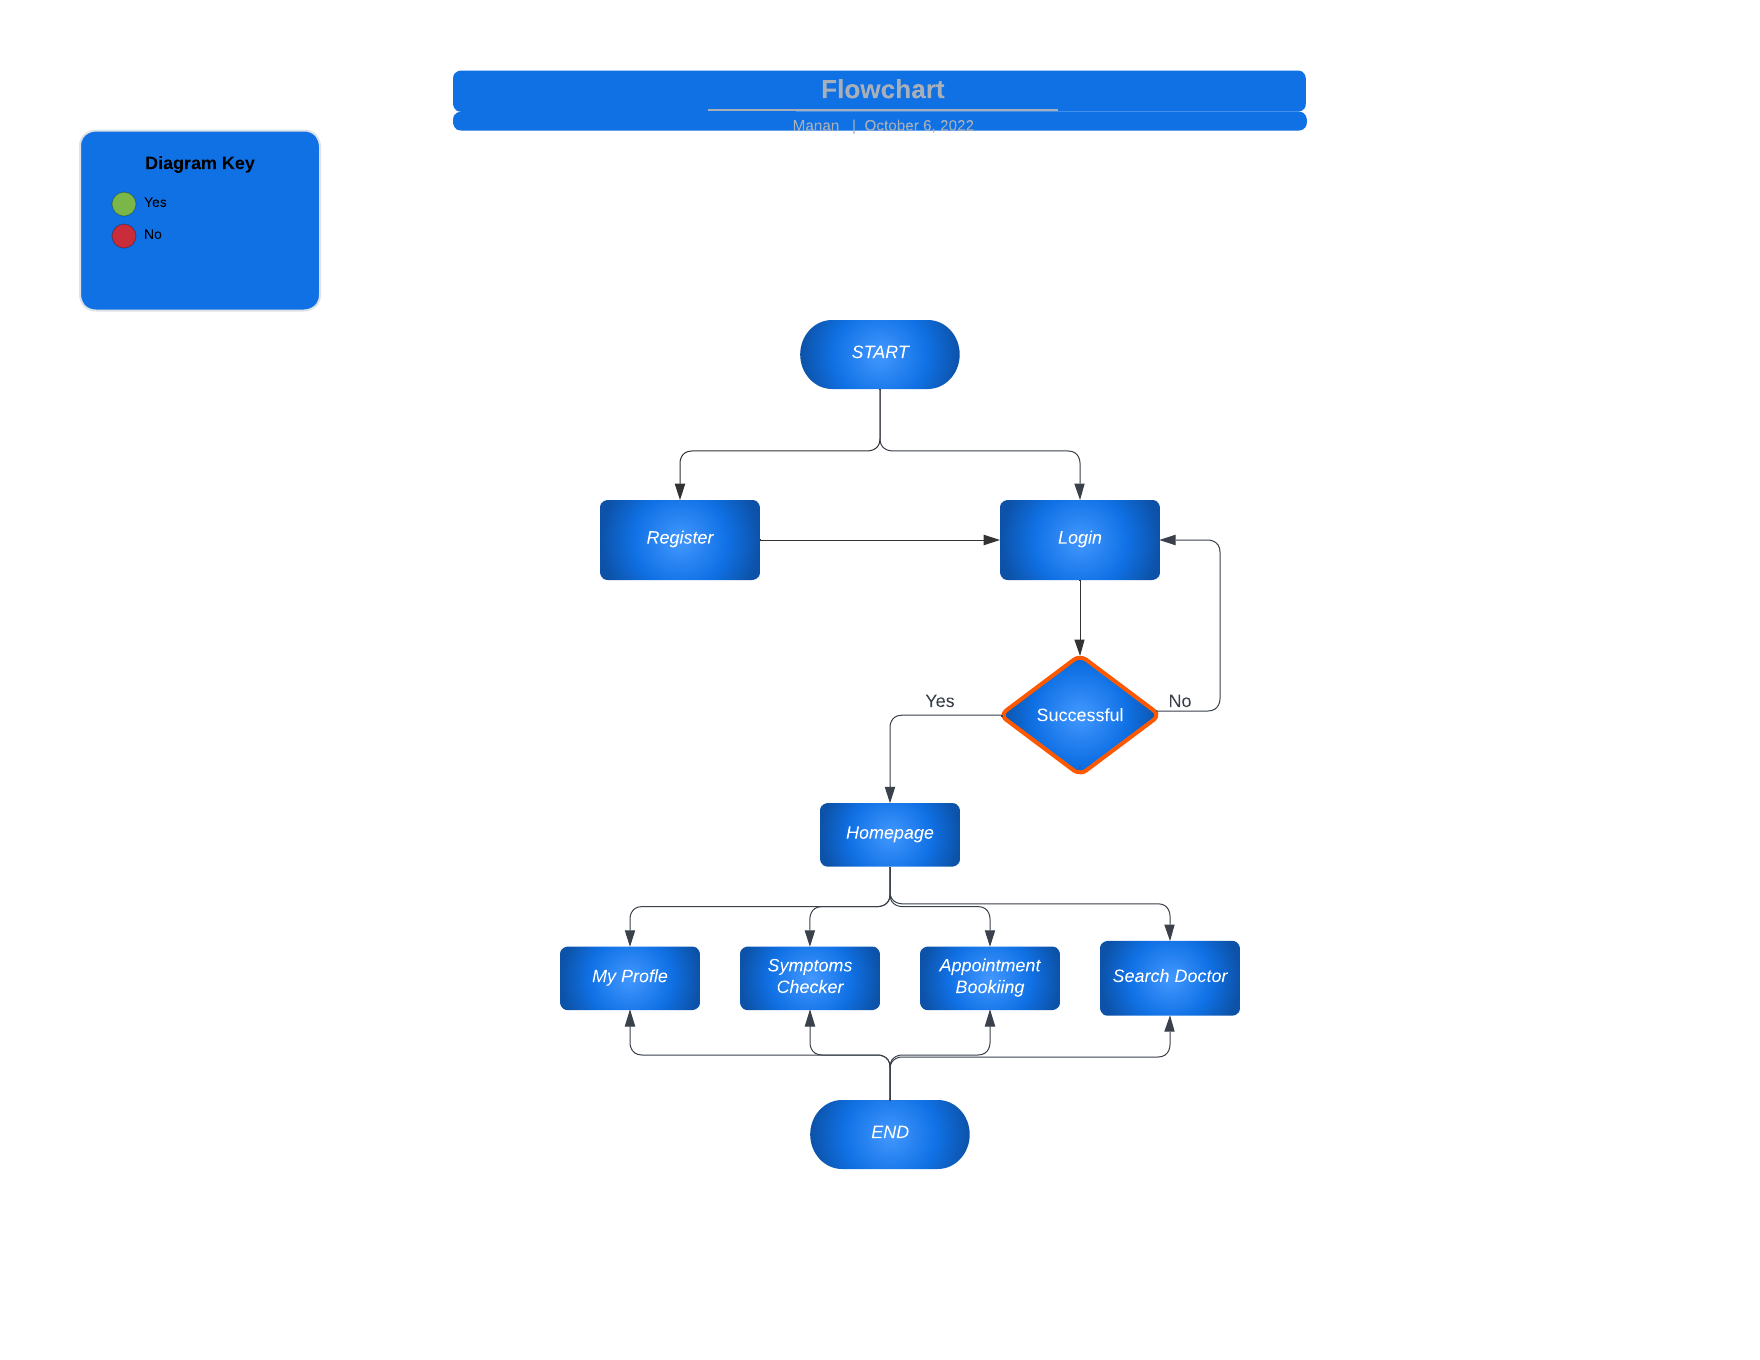 Flowchart
Manan | October 6, 2022
Diagram Key
Yes
No
START
Register
Login
Yes
No
Successful
Homepage
My Profle
Symptoms
Checker
Appointment
Bookiing
Search Doctor
END